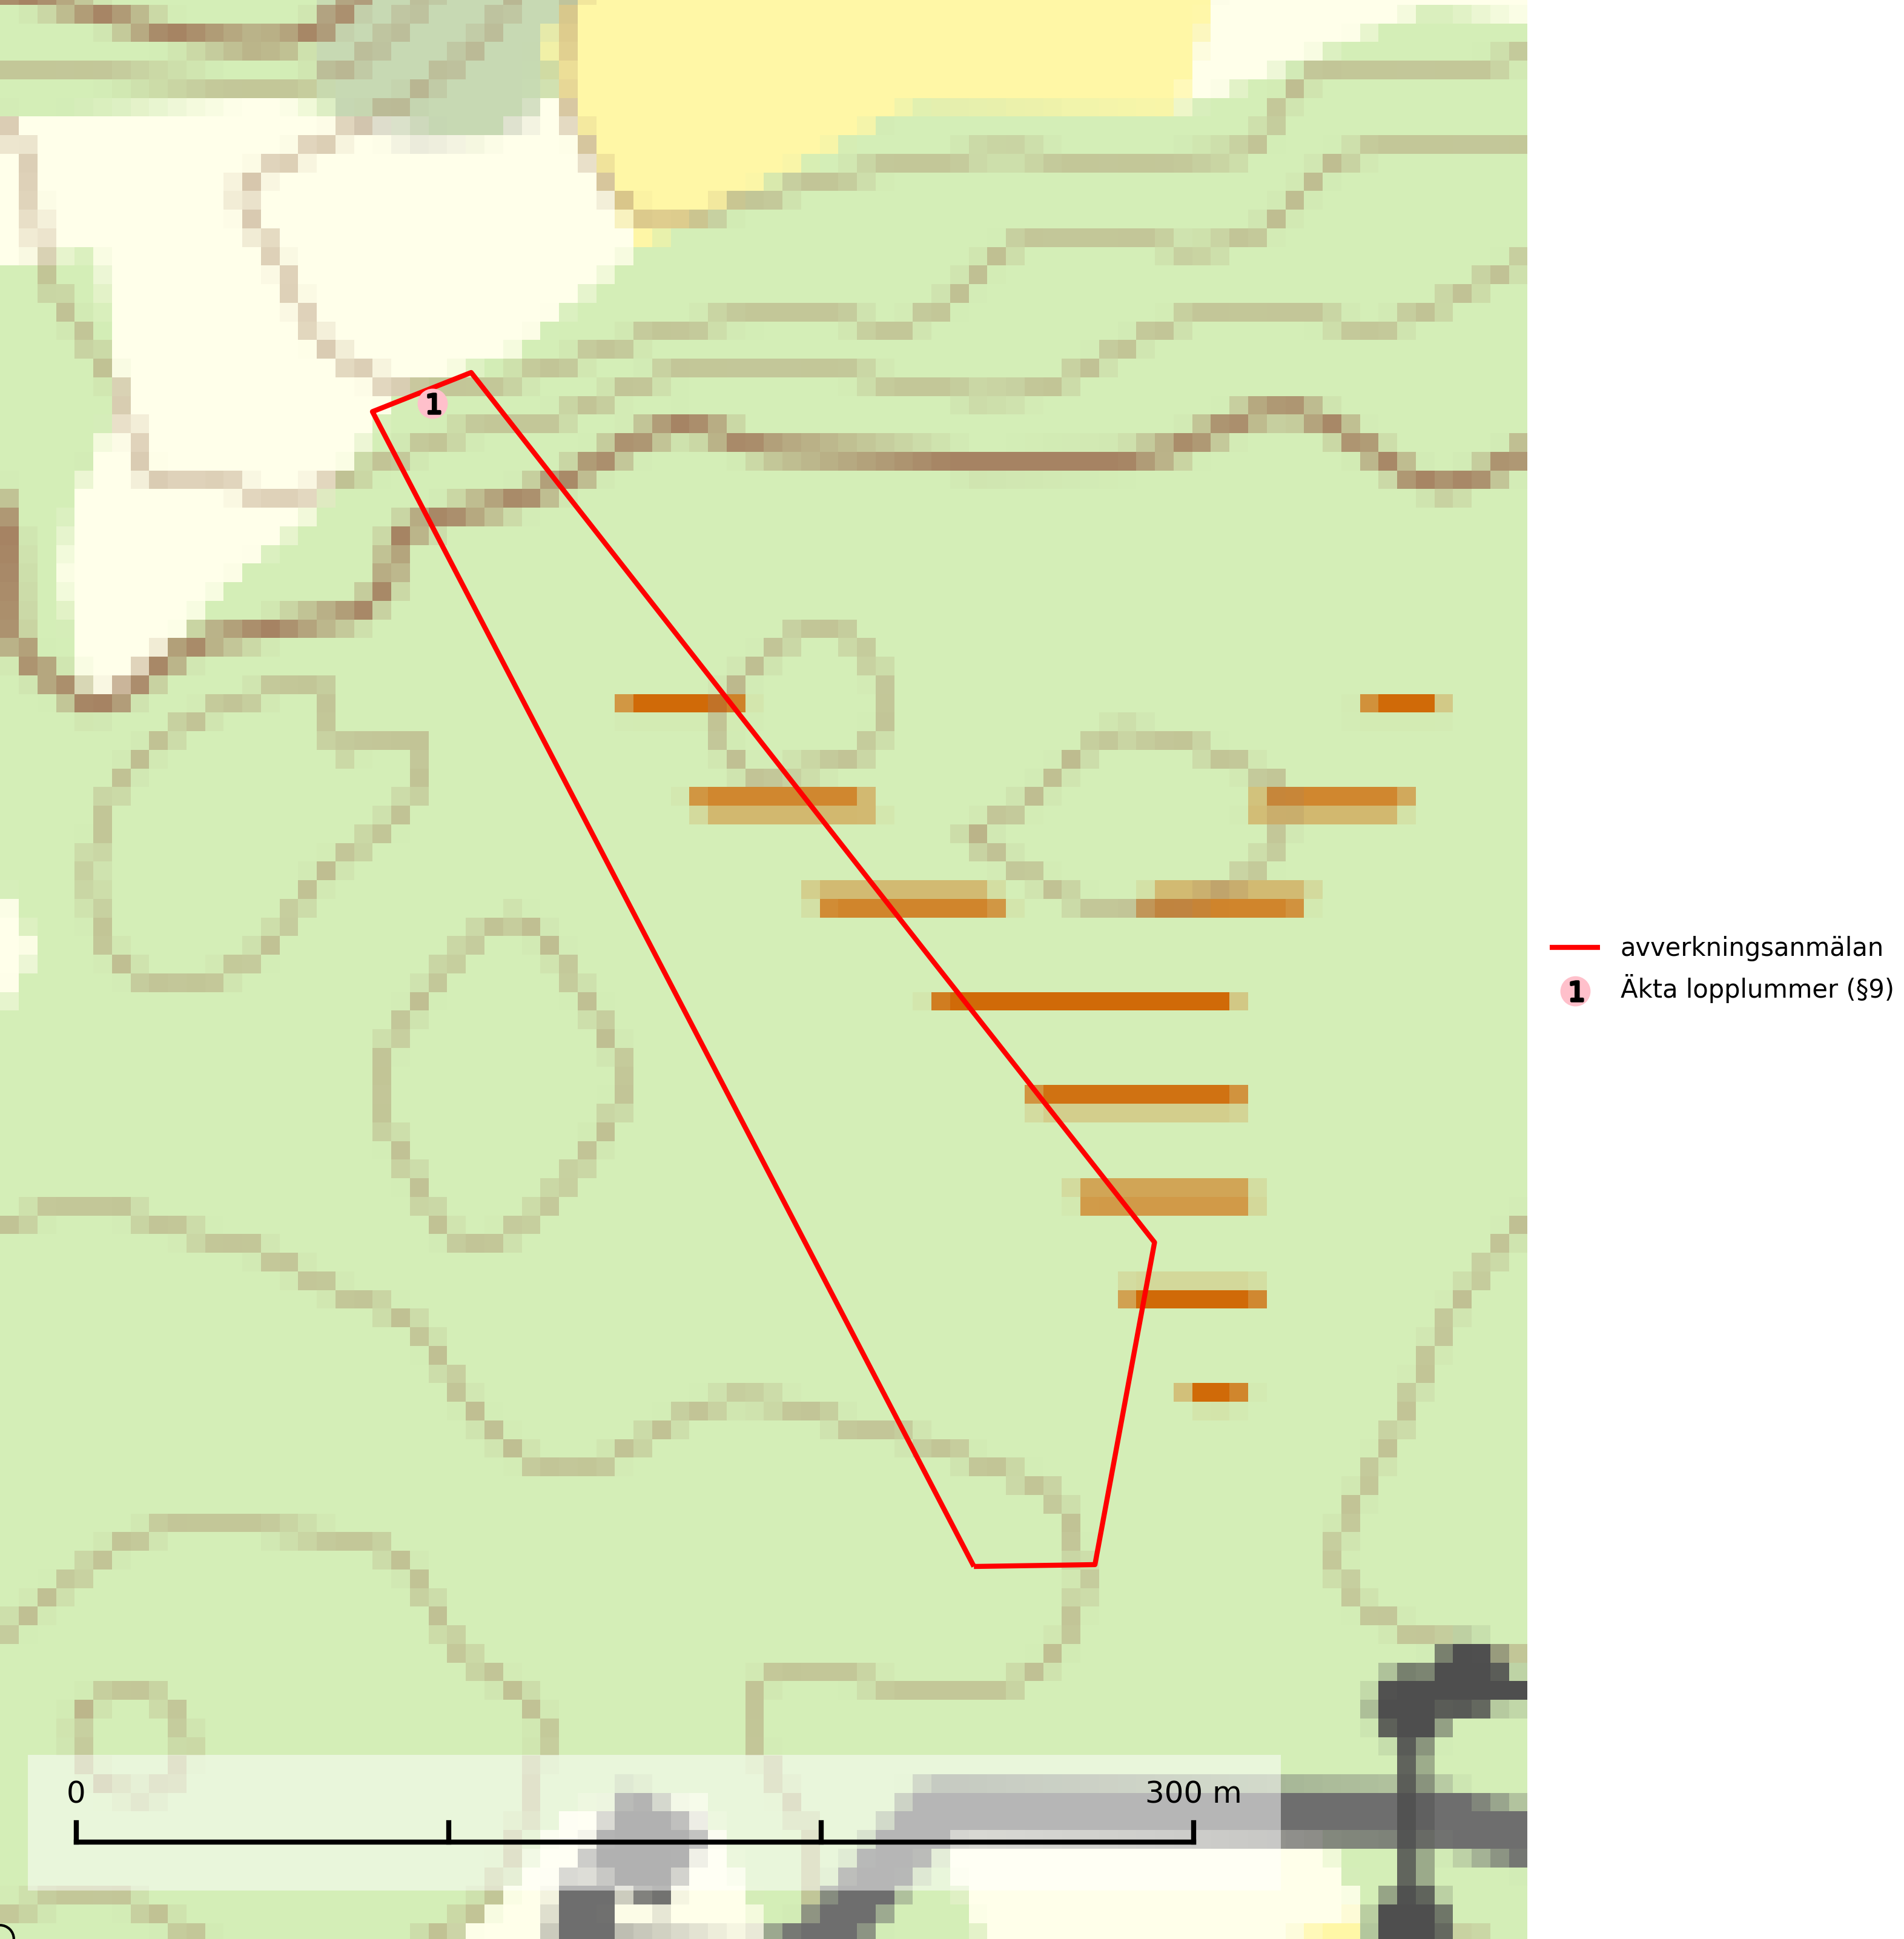 1
avverkningsanmälan
1 Äkta lopplummer (§9)
0 300 m